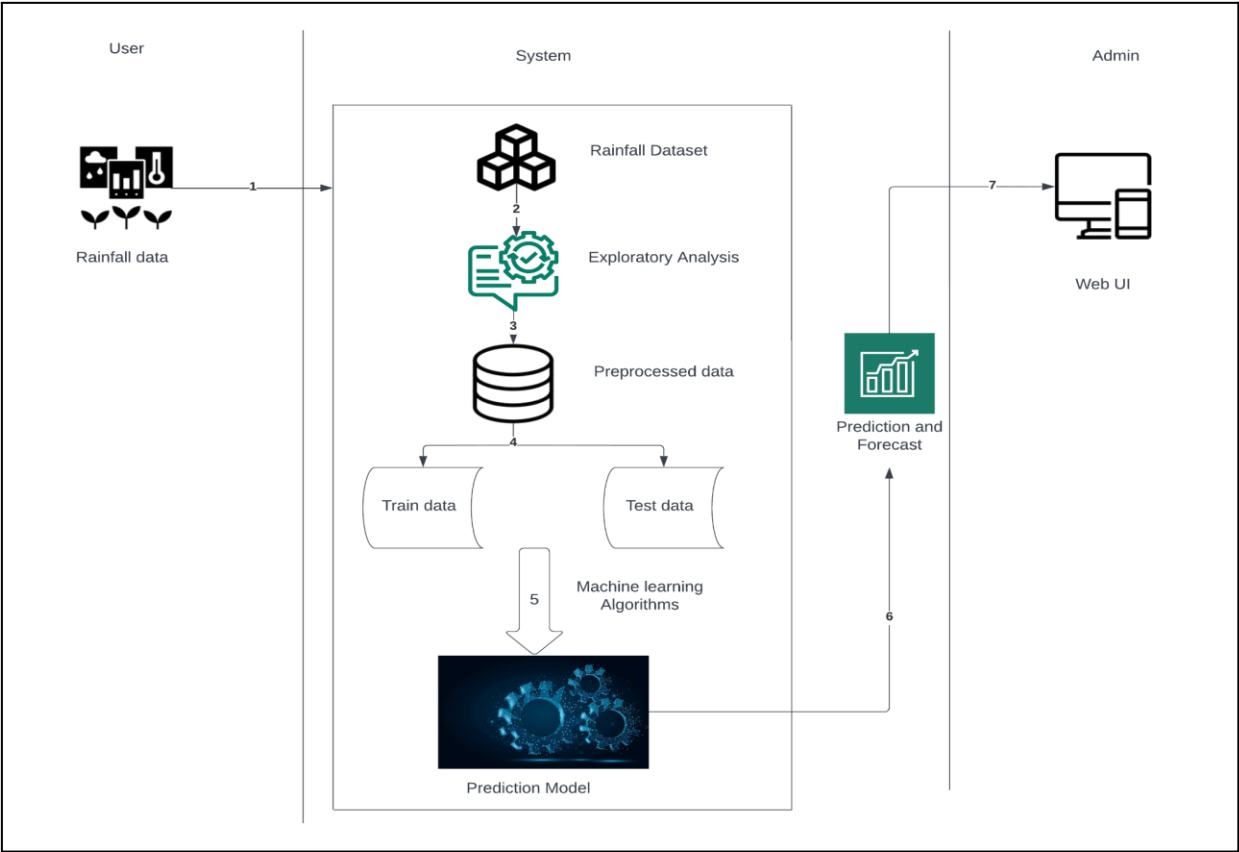 User
System
Admin
Rainfall Dataset
1
7
2
Rainfall data
Exploratory Analysis
Web UI
3
Preprocessed data
Prediction and
Forecast
4
Train data
Test data
5
Machine learning
Algorithms
6
Prediction Model